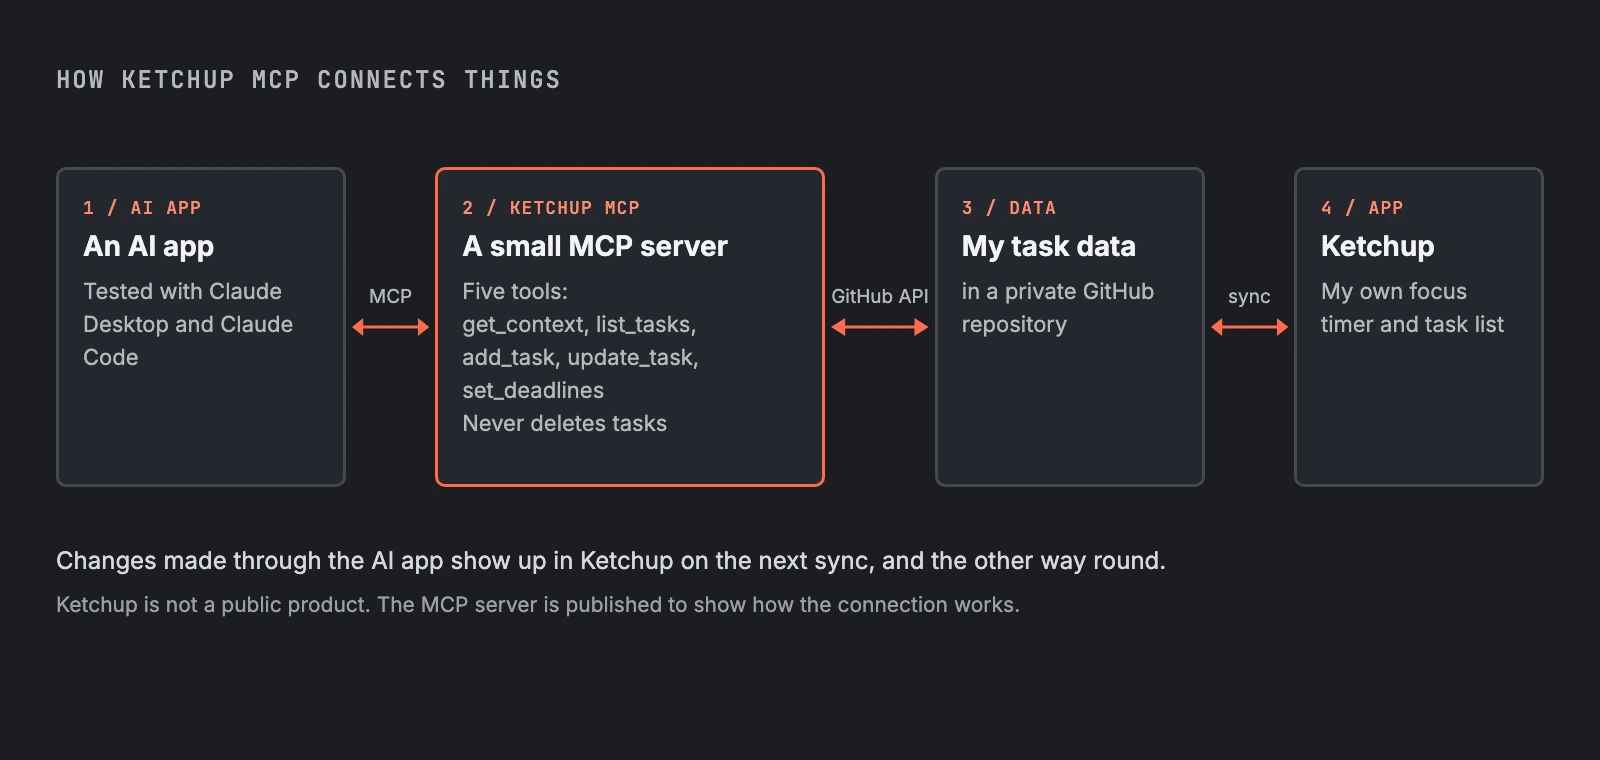 HOW KETCHUP MCP CONNECTS THINGS
1 / AI APP
An AI app
Tested with Claude
Desktop and Claude
Code
MCP
2 / KETCHUP MCP
A small MCP server
Five tools:
get_context, list_tasks,
add_task, update_task,
set_deadlines
Never deletes tasks
GitHub API
3 / DATA
My task data
in a private GitHub
repository
sync
4 / APP
Ketchup
My own focus
timer and task list
Changes made through the AI app show up in Ketchup on the next sync, and the other way round.
Ketchup is not a public product. The MCP server is published to show how the connection works.